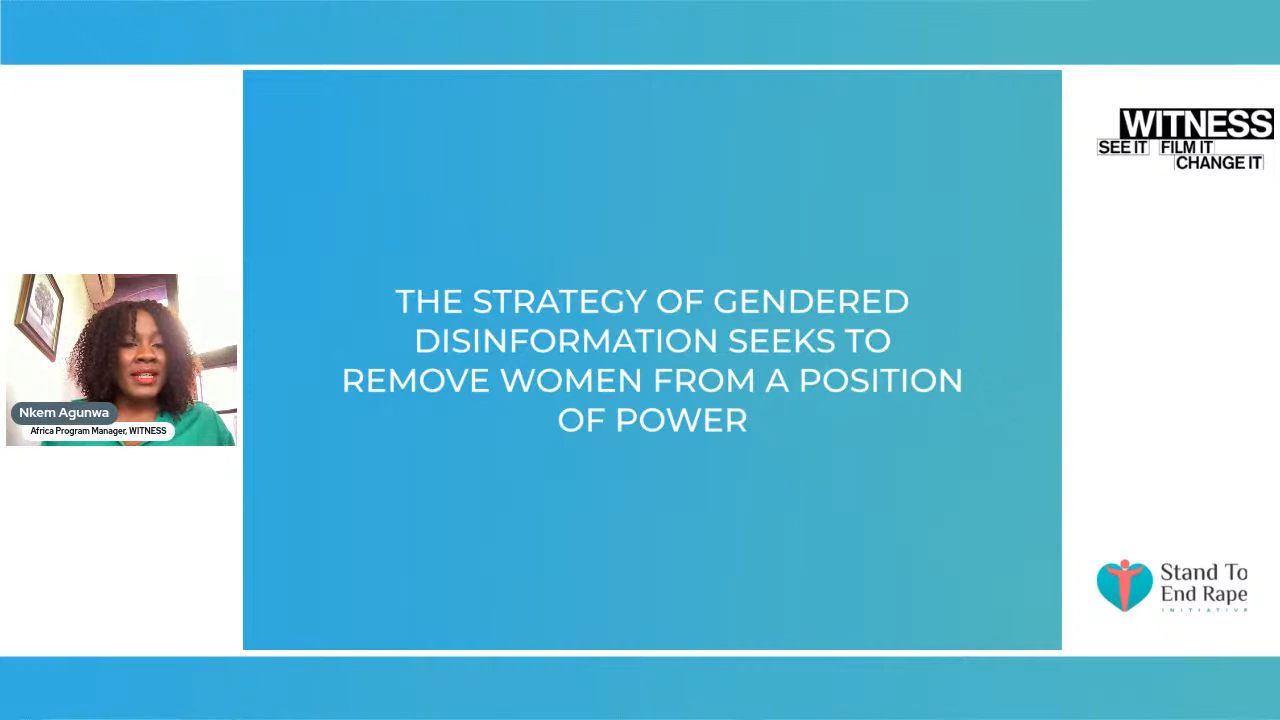 THE STRATEGY OF GENDERED
DISINFORMATION SEEKS TO
REMOVE WOMEN FROM A POSITION
OF POWER
Nkem Agunwa
Africa Program Manager, WITNESS
WITNESS
SEE IT FILM IT
CHANGE IT
Stand To
End Rape
INITIATIVE